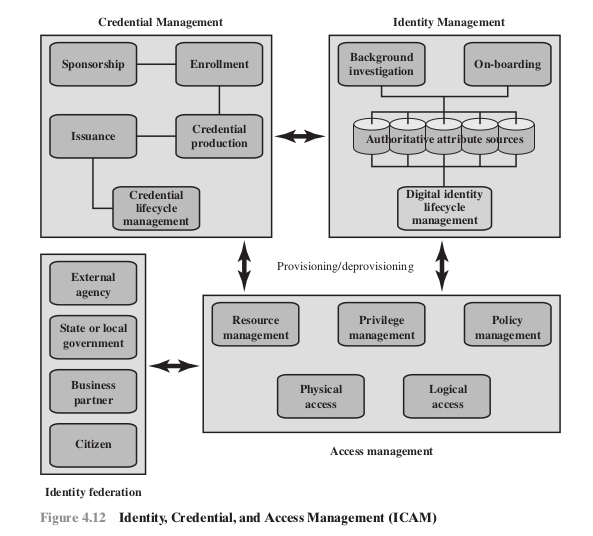 Credential Management
Identity Management
Sponsorship
Enrollment
Issuance
Credential
production
Credential
lifecycle
management
Background
investigation
On-boarding
Authoritative attribute sources
Digital identity
lifecycle
management
Provisioning/deprovisioning
External
agency
State or local
government
Business
partner
Citizen
Identity federation
Resource
management
Privilege
management
Policy
management
Physical
access
Logical
access
Access management
Figure 4.12 Identity, Credential, and Access Management (ICAM)